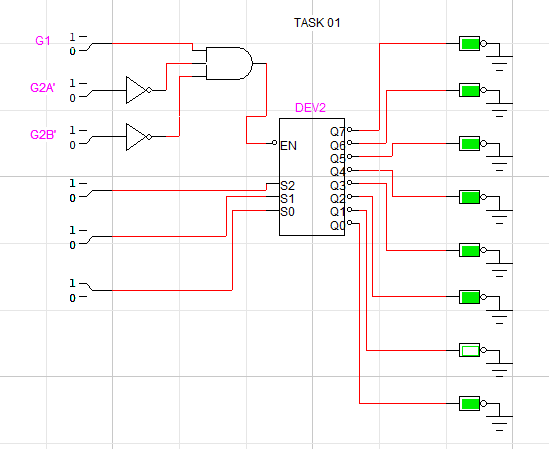 TASK 01
G1
1
0
G2A'
1
0
DEV2
G2B'
1
0
EN
Q7
Q6
Q5
Q4
Q3
Q2
Q1
Q0
S2
S1
S0
1
0
1
0
1
0